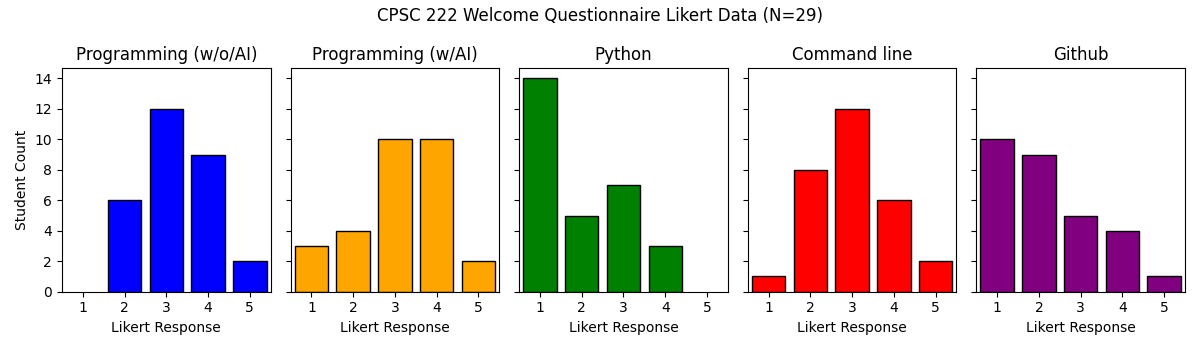 CPSC 222 Welcome Questionnaire Likert Data (N=29)
Programming (w/o/AI)
Programming (w/AI)
Python
Command line
Github
Student Count
14
12
10
8
6
4
2
0
1 2 3 4 5
1 2 3 4 5
1 2 3 4 5
1 2 3 4 5
1 2 3 4 5
Likert Response
Likert Response
Likert Response
Likert Response
Likert Response